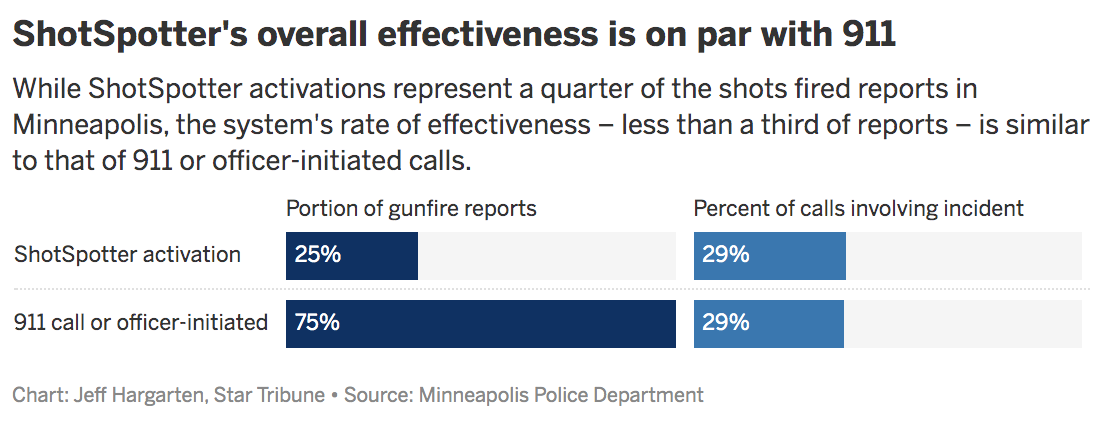 ShotSpotter's overall effectiveness is on par with 911
While ShotSpotter activations represent a quarter of the shots fired reports in
Minneapolis, the system's rate of effectiveness – less than a third of reports – is similar
to that of 911 or officer-initiated calls.
Portion of gunfire reports
Percent of calls involving incident
ShotSpotter activation
25%
29%
911 call or officer-initiated
75%
29%
Chart: Jeff Hargarten, Star Tribune • Source: Minneapolis Police Department